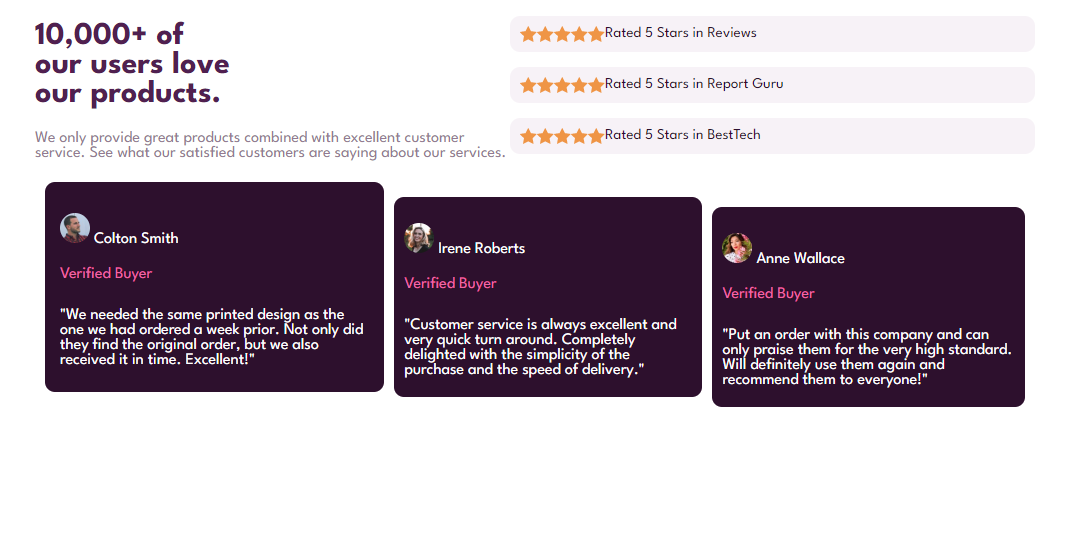 10,000+ of
our users love
our products.
We only provide great products combined with excellent customer
service. See what our satisfied customers are saying about our services.
Rated 5 Stars in Reviews
Rated 5 Stars in Report Guru
Rated 5 Stars in BestTech
Colton Smith
Verified Buyer
"We needed the same printed design as the
one we had ordered a week prior. Not only did
they find the original order, but we also
received it in time. Excellent!"
Irene Roberts
Verified Buyer
"Customer service is always excellent and
very quick turn around. Completely
delighted with the simplicity of the
purchase and the speed of delivery."
Anne Wallace
Verified Buyer
"Put an order with this company and can
only praise them for the very high standard.
Will definitely use them again and
recommend them to everyone!"